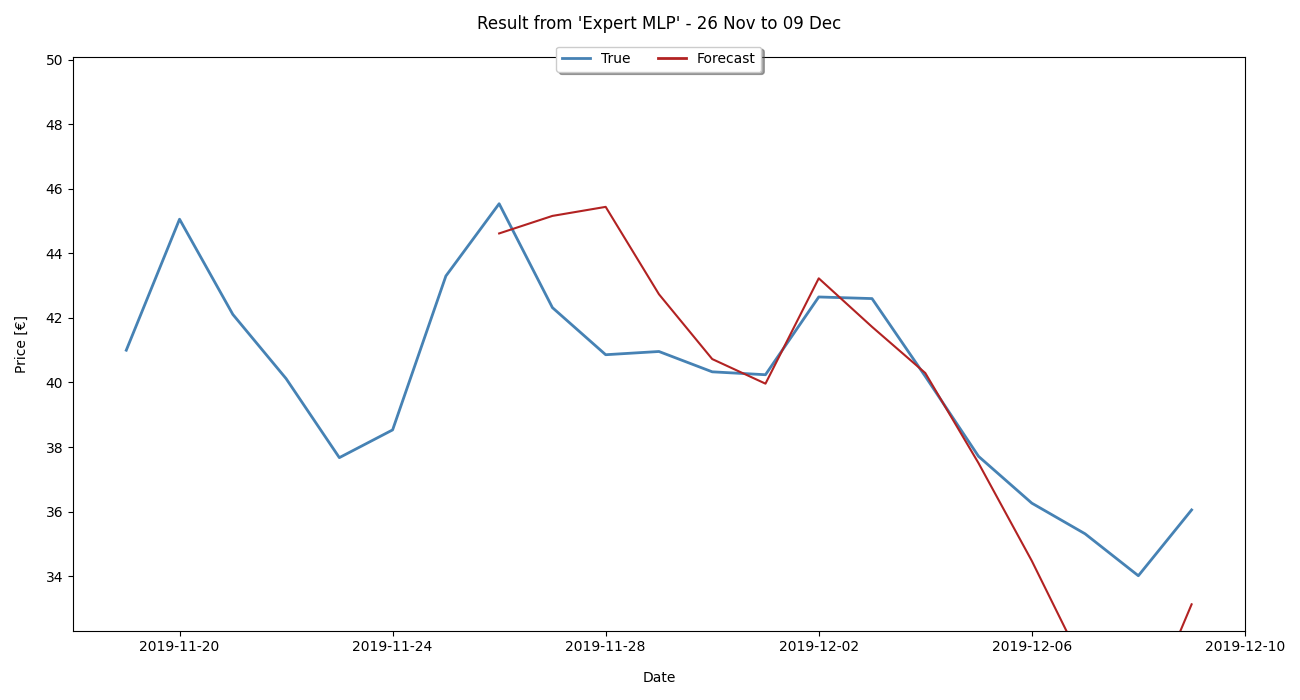 Result from 'Expert MLP' - 26 Nov to 09 Dec
True Forecast
50
48
46
44
42
40
38
36
34
Price [€]
2019-11-20 2019-11-24 2019-11-28 2019-12-02 2019-12-06 2019-12-10
Date